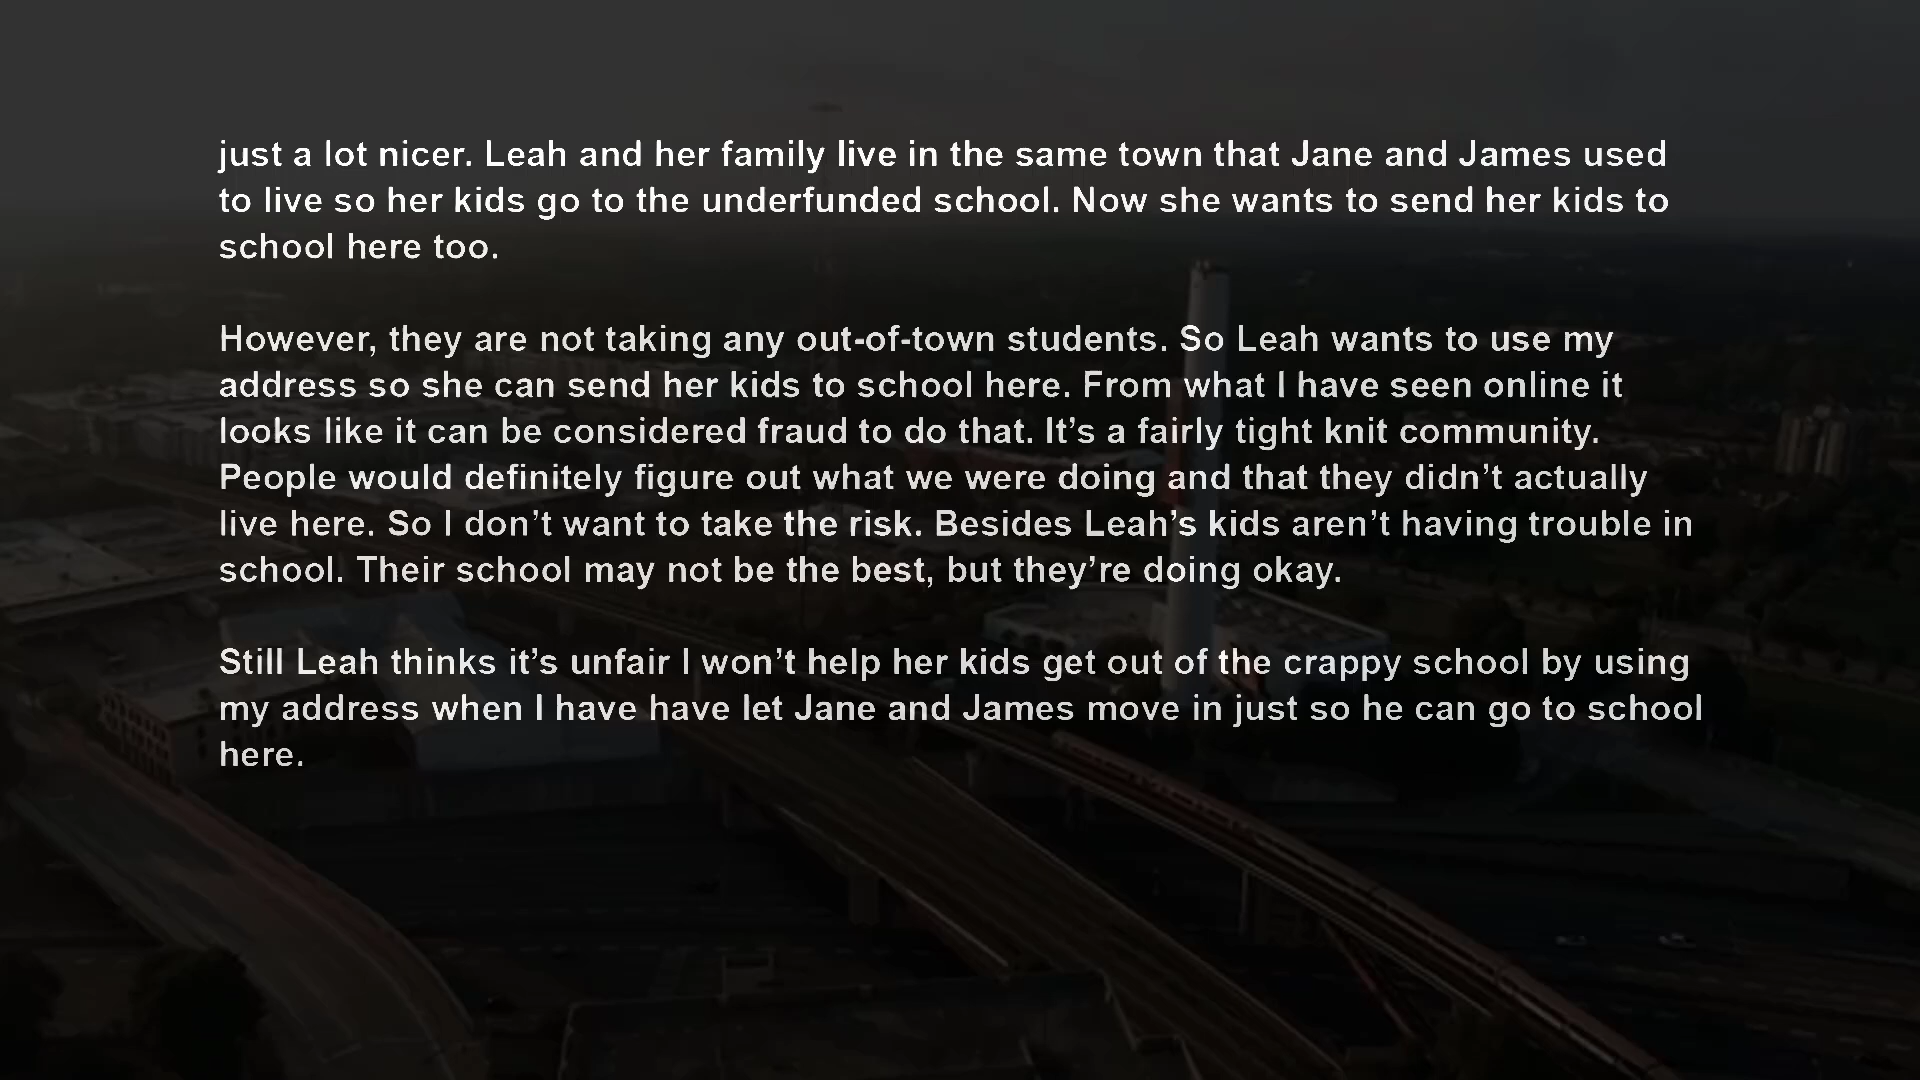 just a lot nicer. Leah and her family live in the same town that Jane and James used
to live so her kids go to the underfunded school. Now she wants to send her kids to
school here too.
However, they are not taking any out-of-town students. So Leah wants to use my
address so she can send her kids to school here. From what I have seen online it
looks like it can be considered fraud to do that. It’s a fairly tight knit community.
People would definitely figure out what we were doing and that they didn’t actually
live here. So I don’t want to take the risk. Besides Leah’s kids aren’t having trouble in
school. Their school may not be the best, but they’re doing okay.
Still Leah thinks it’s unfair I won’t help her kids get out of the crappy school by using
my address when I have have let Jane and James move in just so he can go to school
here.